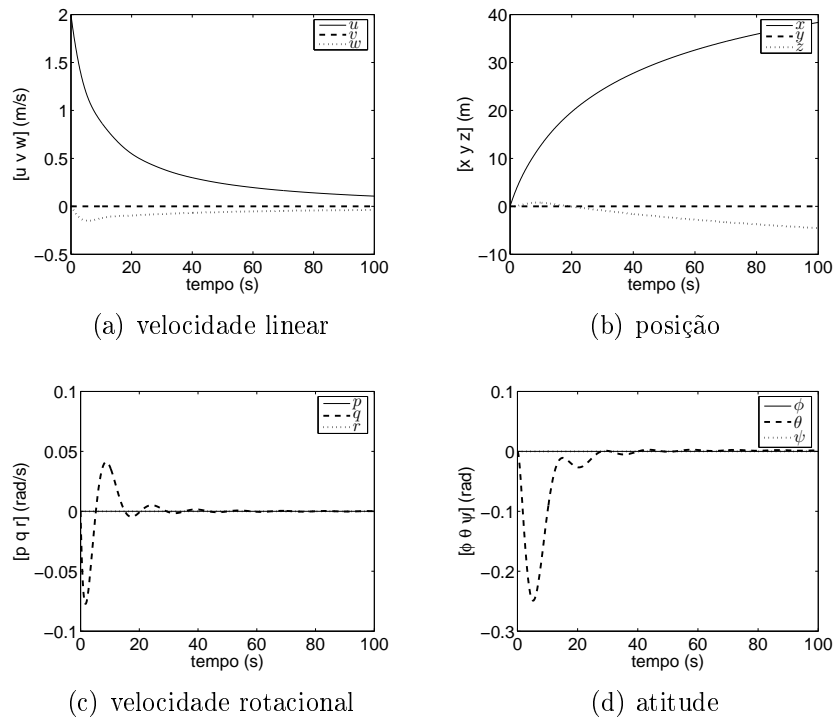 2
1.5
1
0.5
0
−0.5
[u v w] (m/s)
u
v
w
0 20 40 60 80 100
tempo (s)
(a) velocidade linear
40
30
20
10
0
−10
[x y z] (m)
x
y
z
0 20 40 60 80 100
tempo (s)
(b) posição
0.1
0.05
0
−0.05
−0.1
[p q r] (rad/s)
p
q
r
0 20 40 60 80 100
tempo (s)
(c) velocidade rotacional
0.1
0
−0.1
−0.2
−0.3
[ϕ θ ψ] (rad)
ϕ
θ
ψ
0 20 40 60 80 100
tempo (s)
(d) atitude